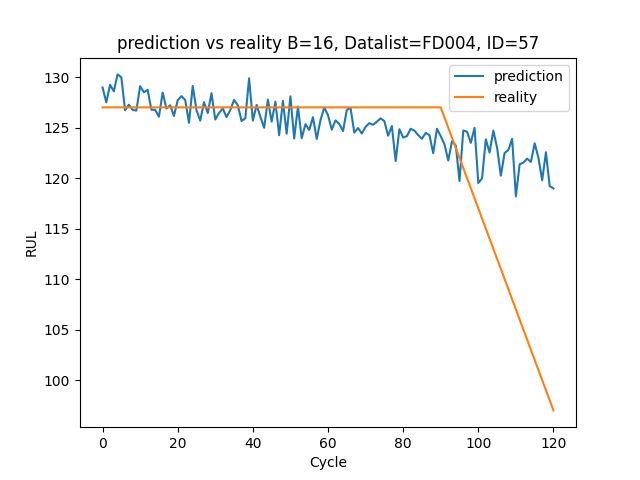 prediction vs reality B=16, Datalist=FD004, ID=57
prediction
reality
130
125
120
115
110
105
100
RUL
0 20 40 60 80 100 120
Cycle